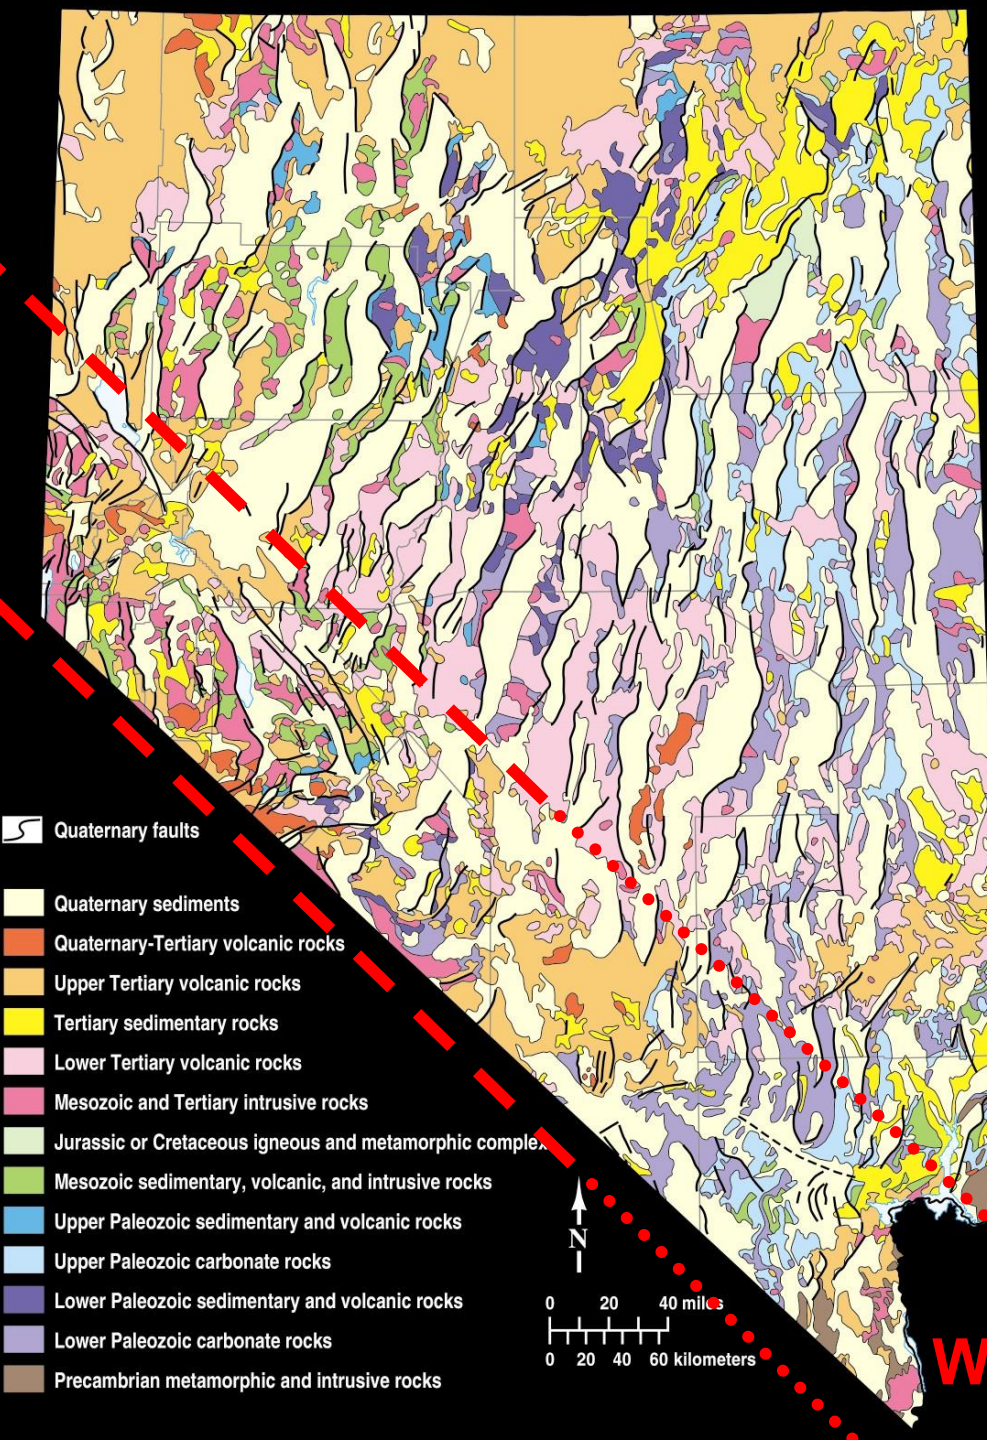 Quaternary faults
Quaternary sediments
Quaternary-Tertiary volcanic rocks
Upper Tertiary volcanic rocks
Tertiary sedimentary rocks
Lower Tertiary volcanic rocks
Mesozoic and Tertiary intrusive rocks
Jurassic or Cretaceous igneous and metamorphic complex
Mesozoic sedimentary, volcanic, and intrusive rocks
Upper Paleozoic sedimentary and volcanic rocks
Upper Paleozoic carbonate rocks
Lower Paleozoic sedimentary and volcanic rocks
Lower Paleozoic carbonate rocks
Precambrian metamorphic and intrusive rocks
N
0 20 40 miles
0 20 40 60 kilometers
W